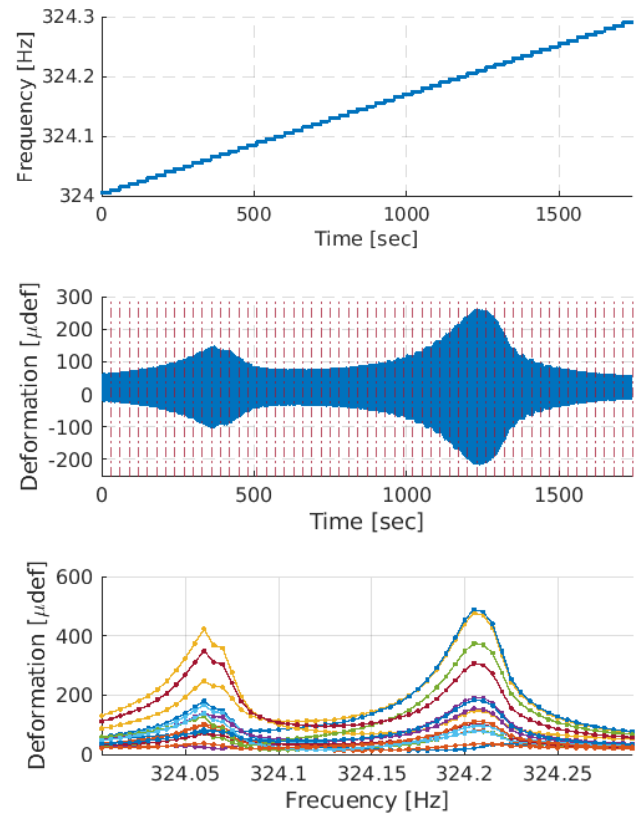 Frequency [Hz]
324.3
324.2
324.1
324
0 500 1000 1500
Time [sec]
Deformation [μdef]
300
200
100
0
-100
-200
0 500 1000 1500
Time [sec]
Deformation [μdef]
600
400
200
0
324.05 324.1 324.15 324.2 324.25
Frecuency [Hz]